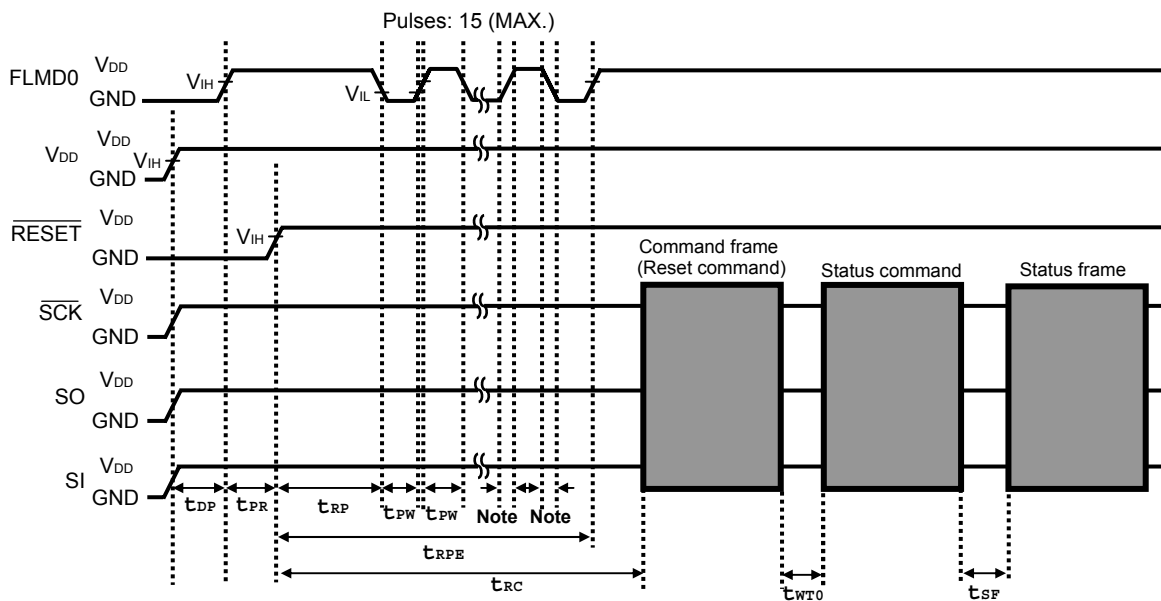 Pulses: 15 (MAX.)
FLMD0
VDD
GND
VIH
VIL
VDD
VDD
GND
VIH
RESET
VDD
GND
VIH
Command frame
(Reset command)
Status command
Status frame
SCK
VDD
GND
SO
VDD
GND
SI
VDD
GND
tDP
tPR
tRP
tPW
tPW
Note
Note
tRPE
tRC
tWT0
tSF